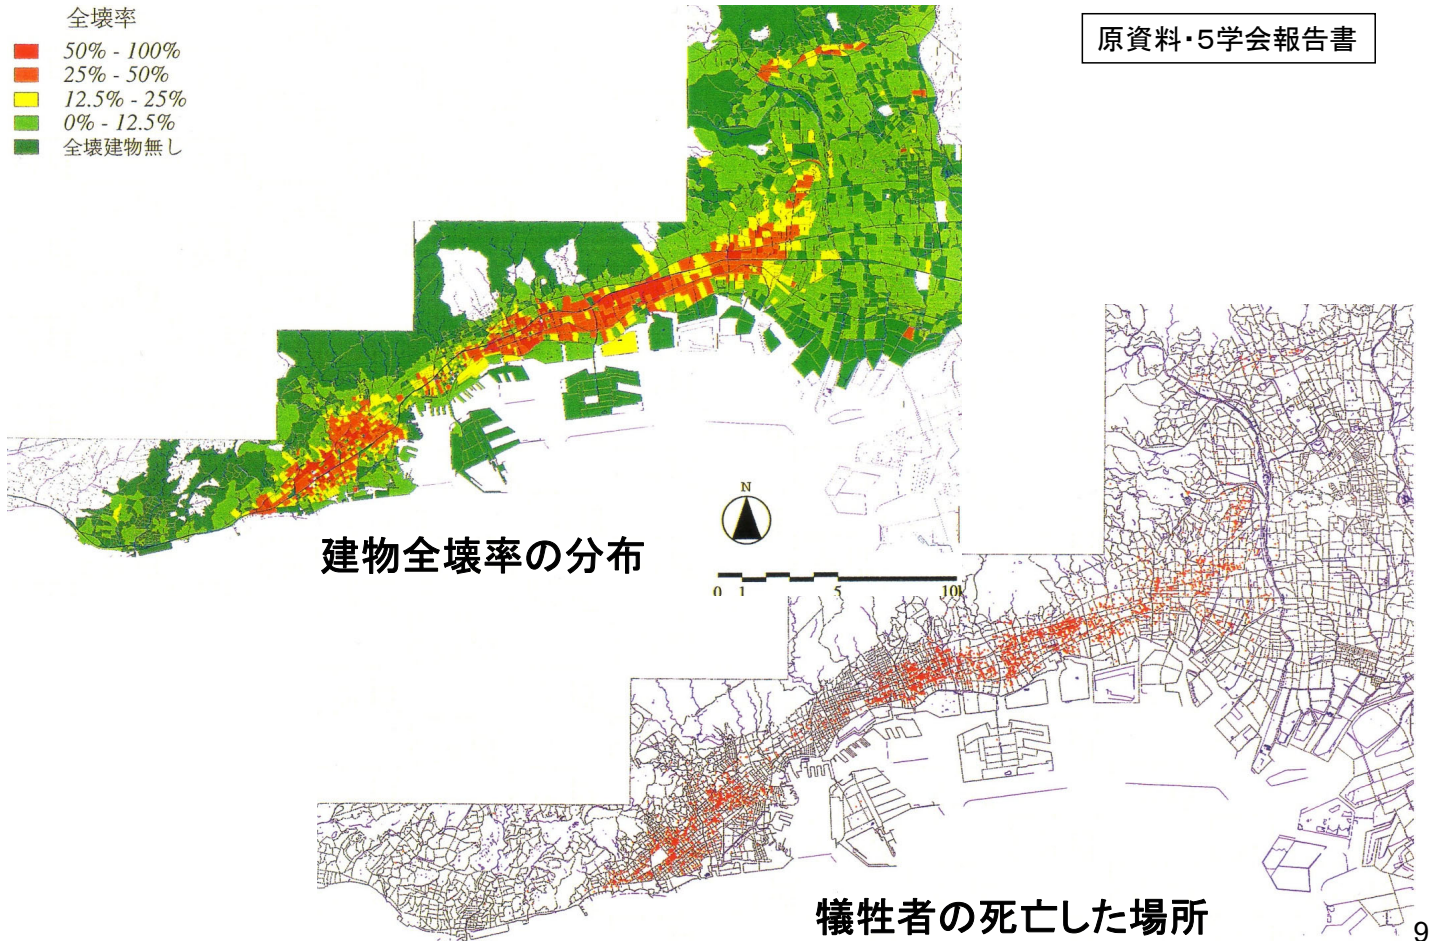 全壊率
50% - 100%
25% - 50%
12.5% - 25%
0% - 12.5%
全壊建物無し
原資料・5学会報告書
N
建物全壊率の分布
0 1 5 10
犠牲者の死亡した場所
9